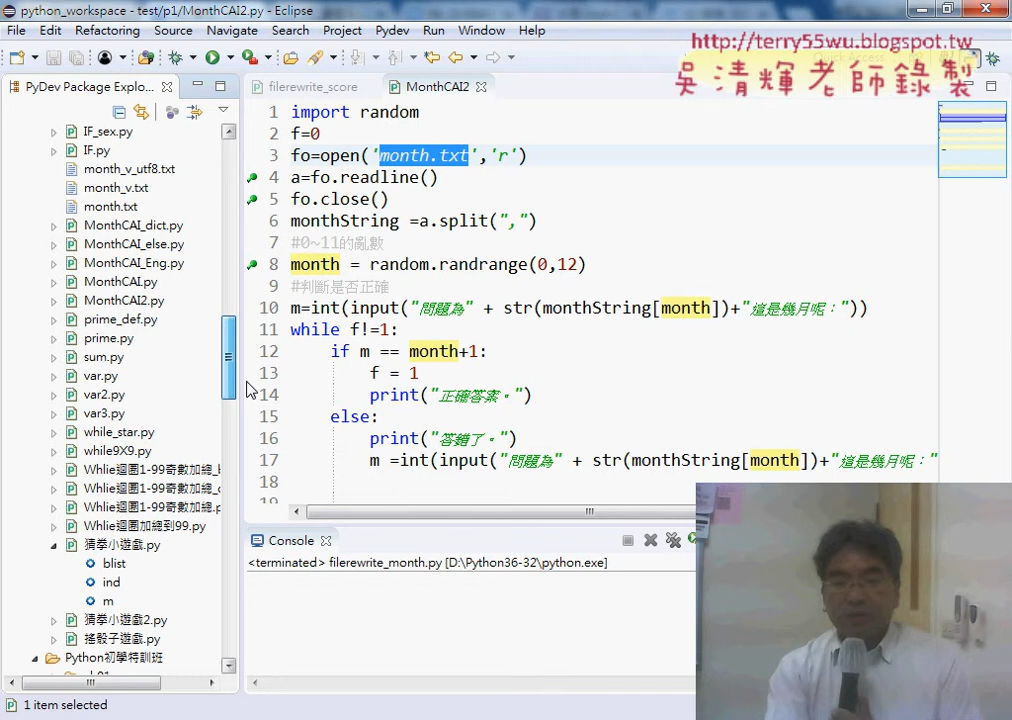 python_workspace - test/p1/MonthCAI2.py - Eclipse
File Edit Refactoring Source Navigate Search Project Pydev Run Window Help
http://terry55wu.blogspot.tw
吳清輝老師錄製
Quick Access
PyDev Package Explo...
filerewrite_score
MonthCAI2
IF_sex.py
IF.py
month_v_utf8.txt
month_v.txt
month.txt
MonthCAI_dict.py
MonthCAI_else.py
MonthCAI_Eng.py
MonthCAI.py
MonthCAI2.py
prime_def.py
prime.py
sum.py
var.py
var2.py
var3.py
while_star.py
while9X9.py
Whlie迴圈1-99奇數加總_
Whlie迴圈1-99奇數加總_
Whlie迴圈1-99奇數加總.p
Whlie迴圈加總到99.py
猜拳小遊戲.py
blist
ind
m
猜拳小遊戲2.py
搖骰子遊戲.py
Python初學特訓班
1 import random
2 f=0
3 fo=open('month.txt','r')
4 a=fo.readline()
5 fo.close()
6 monthString =a.split(",")
7 #0~11的亂數
8 month = random.randrange(0,12)
9 #判斷是否正確
10 m=int(input("問題為" + str(monthString[month])+"這是幾月呢："))
11 while f!=1:
12 if m == month+1:
13 f = 1
14 print("正確答案。")
15 else:
16 print("答錯了。")
17 m =int(input("問題為" + str(monthString[month])+"這是幾月呢："
18
19
Console
<terminated> filerewrite_month.py [D:\Python36-32\python.exe]
1 item selected